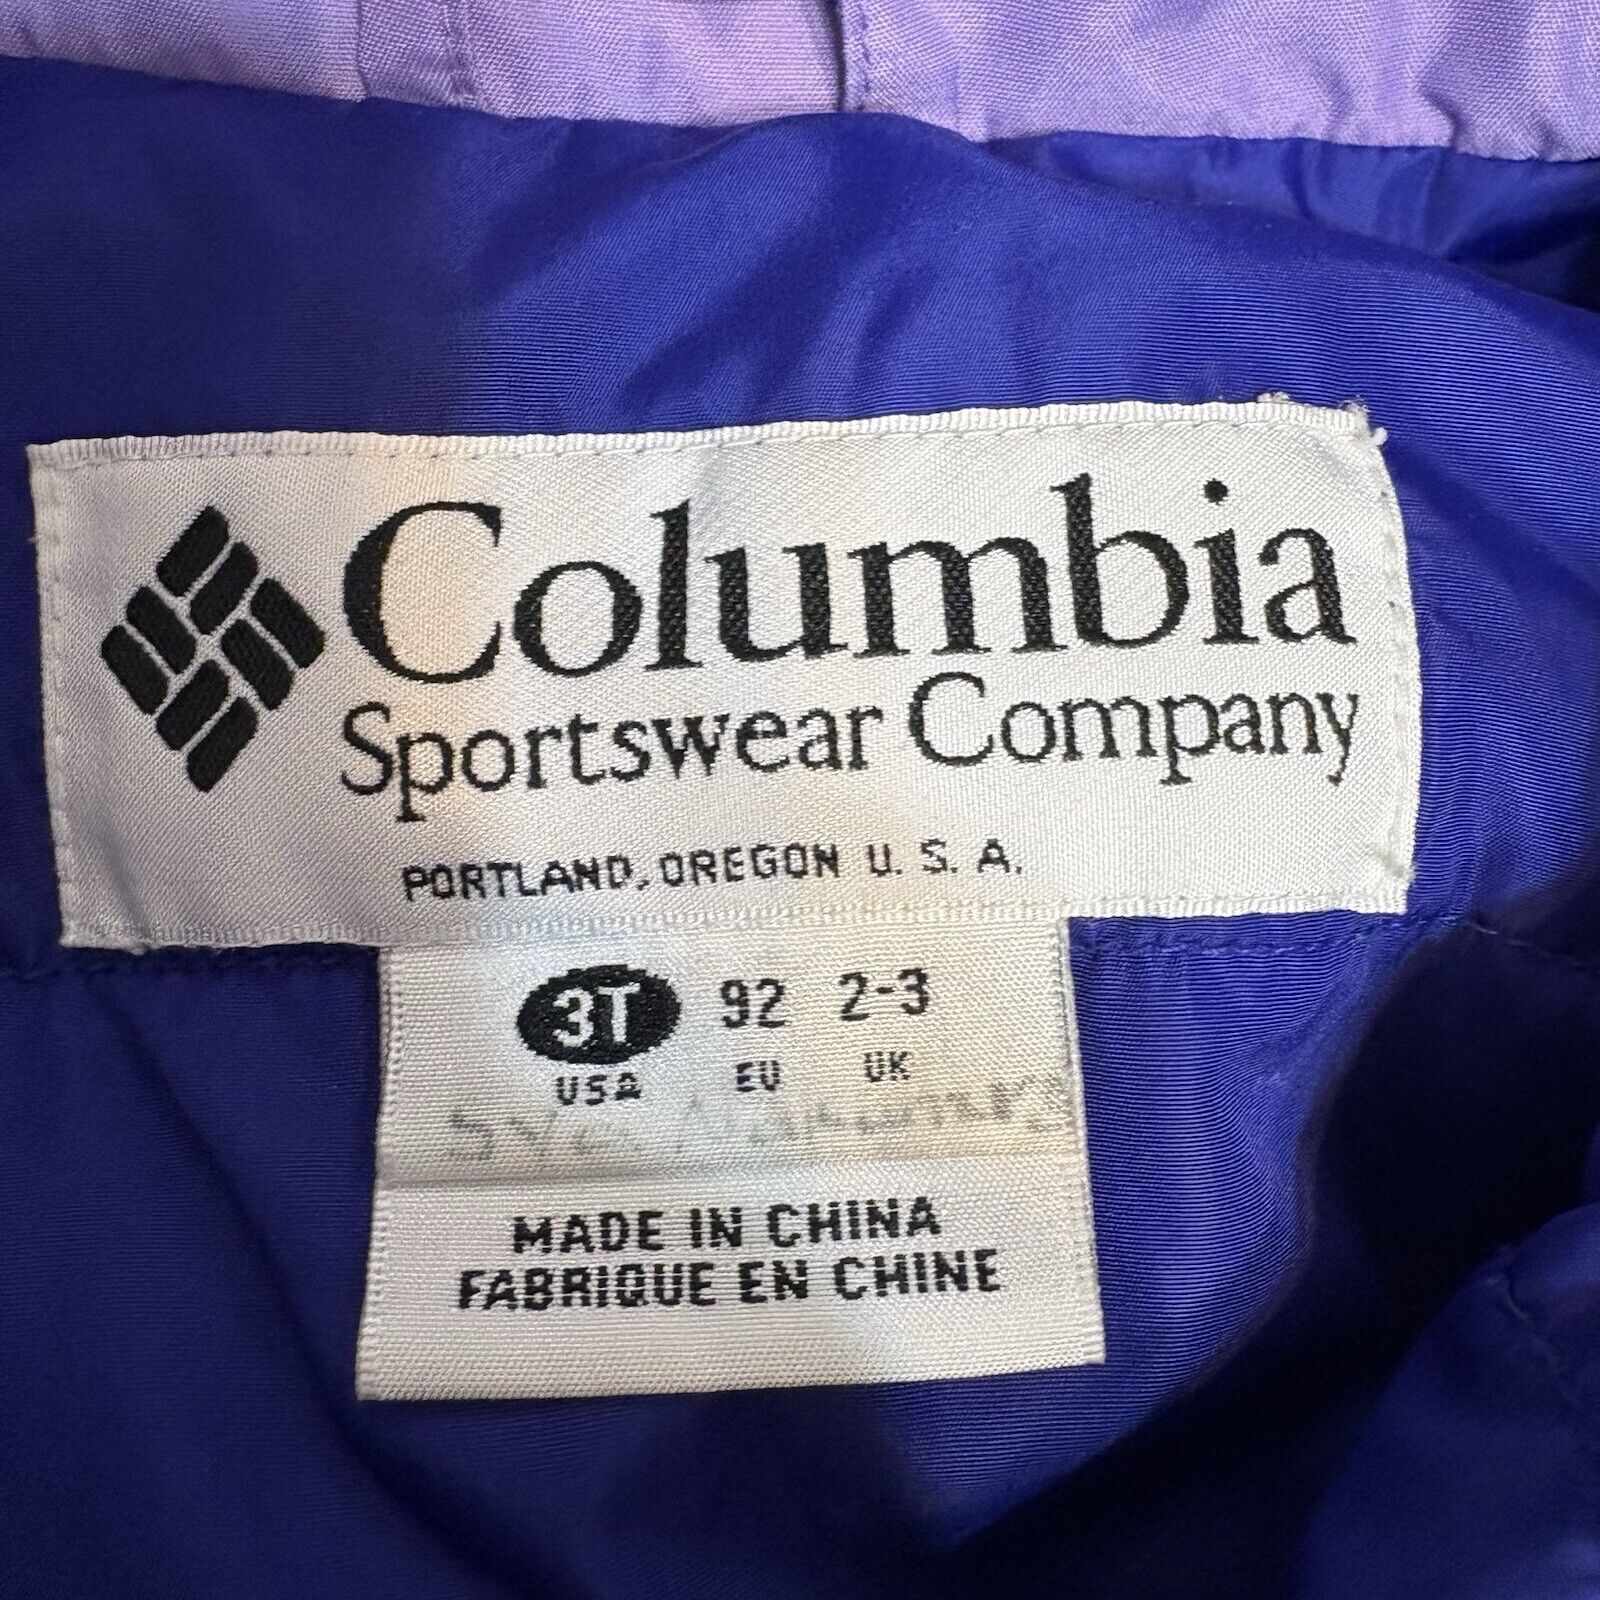 Columbia
Sportswear Company
PORTLAND, OREGON U. S. A.
3T 92 2-3
USA EU UK
MADE IN CHINA
FABRIQUE EN CHINE